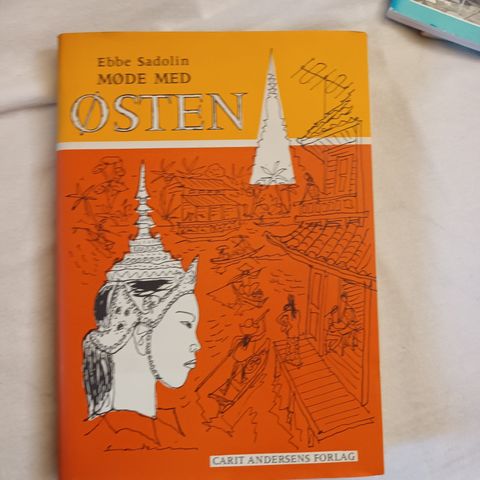 Ebbe Sadolin
MØDE MED
ØSTEN
CARIT ANDERSENS FORLAG